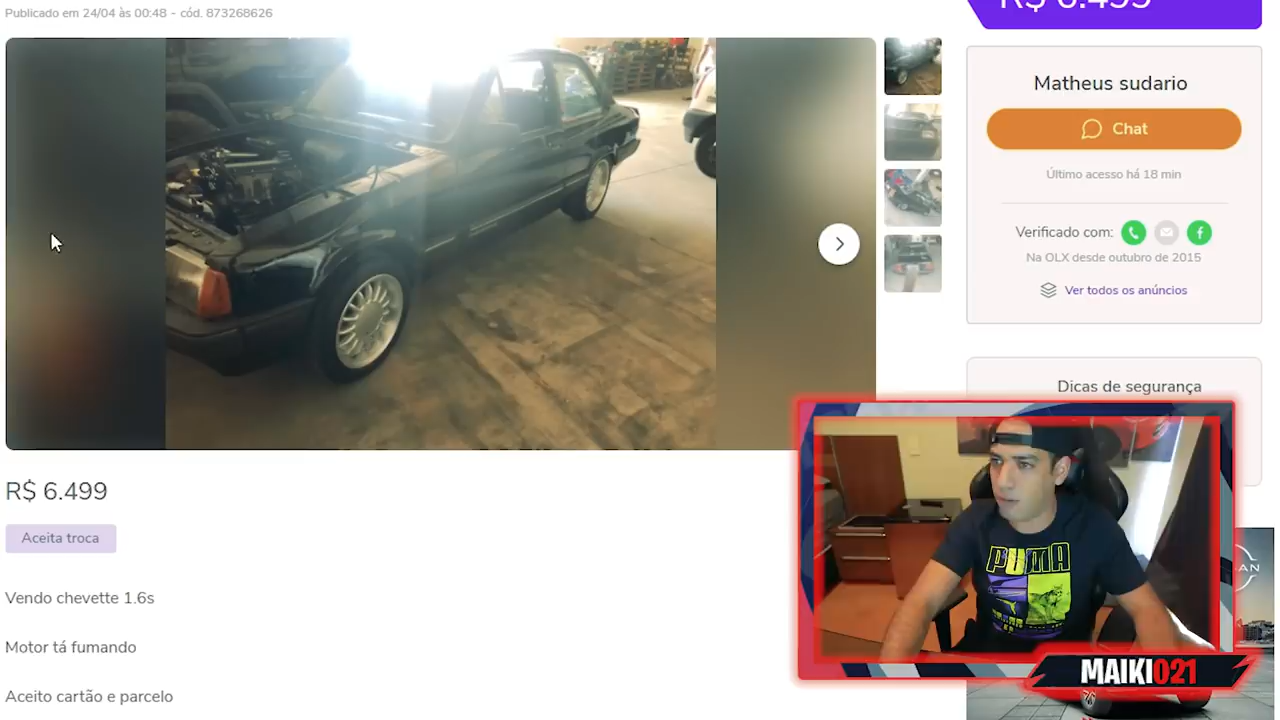 Publicado em 24/04 às 00:48 - cód. 873268626
R$ 6.499
Matheus sudario
Chat
Último acesso há 18 min
Verificado com:
Na OLX desde outubro de 2015
Ver todos os anúncios
Dicas de segurança
R$ 6.499
Aceita troca
Vendo chevette 1.6s
Motor tá fumando
Aceito cartão e parcelo
PUMA
MAIKI021